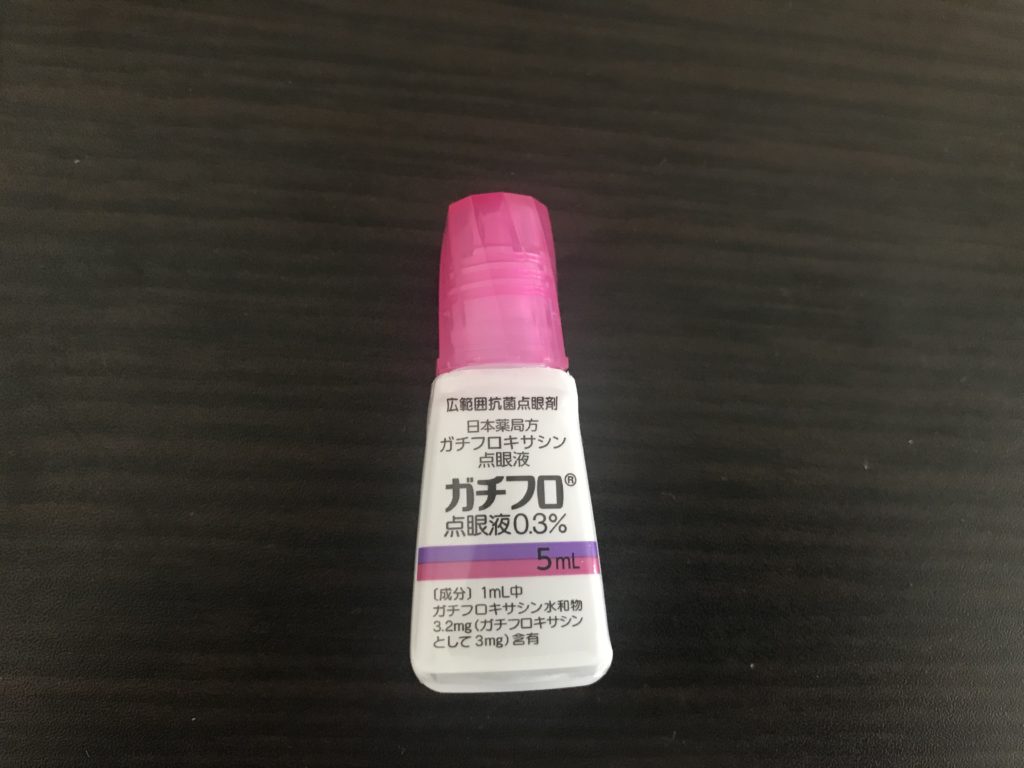 広範囲抗菌点眼剤
日本薬局方
ガチフロキサシン
点眼液
ガチフロ®
点眼液0.3%
5mL
〔成分〕1mL中
ガチフロキサシン水和物
3.2mg(ガチフロキサシン
として3mg)含有